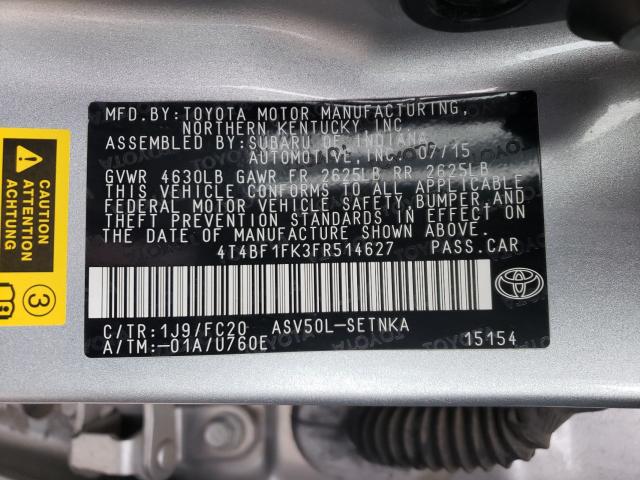 MFD.BY:TOYOTA MOTOR MANUFACTURING,
NORTHERN KENTUCKY, INC.
ASSEMBLED BY:SUBARU OF INDIANA
AUTOMOTIVE, INC. 07/15
GVWR 4630LB GAWR FR 2625LB RR 2625LB
THIS VEHICLE CONFORMS TO ALL APPLICABLE
FEDERAL MOTOR VEHICLE SAFETY, BUMPER, AND
THEFT PREVENTION STANDARDS IN EFFECT ON
THE DATE OF MANUFACTURE SHOWN ABOVE.
4T4BF1FK3FR514627 PASS.CAR
C/TR:1J9/FC20 ASV50L-SETNKA
A/TM:-01A/U760E 15154
CAUTION
ACHTUNG
3